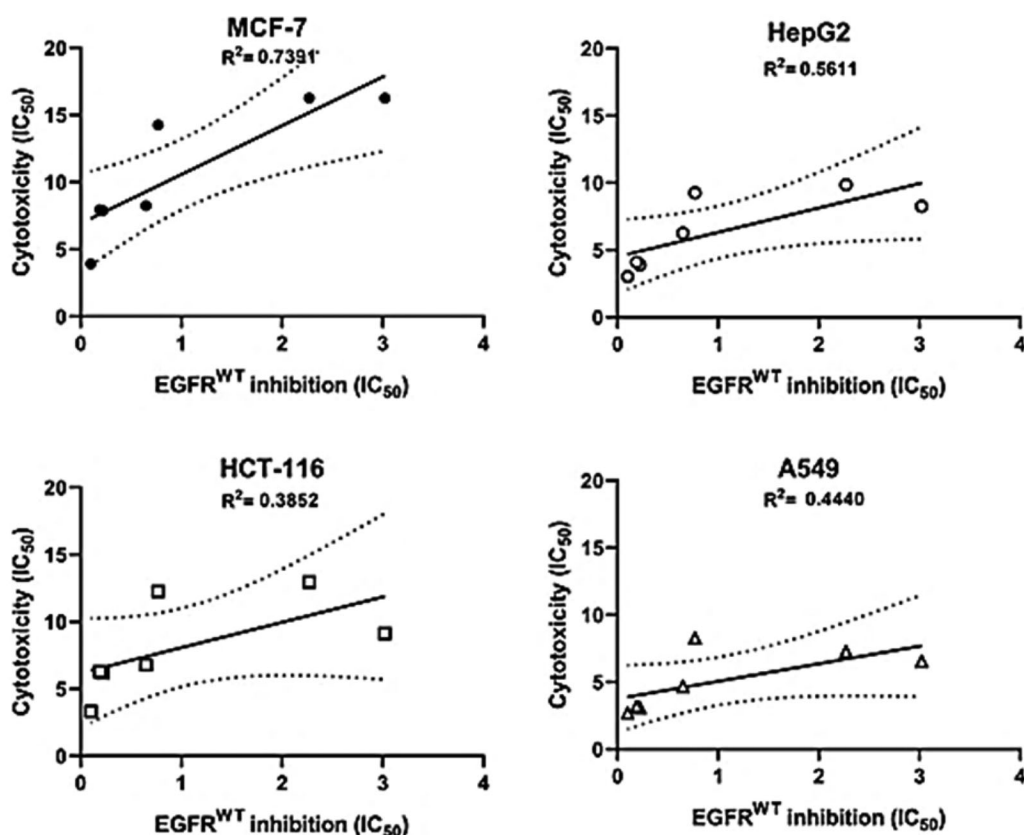 MCF-7
R²= 0.7391
Cytotoxicity (IC₅₀)
20
15
10
5
0
0 1 2 3 4
EGFRᵂᵀ inhibition (IC₅₀)
HepG2
R²= 0.5611
Cytotoxicity (IC₅₀)
20
15
10
5
0
0 1 2 3 4
EGFRᵂᵀ inhibition (IC₅₀)
HCT-116
R²= 0.3852
Cytotoxicity (IC₅₀)
20
15
10
5
0
0 1 2 3 4
EGFRᵂᵀ inhibition (IC₅₀)
A549
R²= 0.4440
Cytotoxicity (IC₅₀)
20
15
10
5
0
0 1 2 3 4
EGFRᵂᵀ inhibition (IC₅₀)